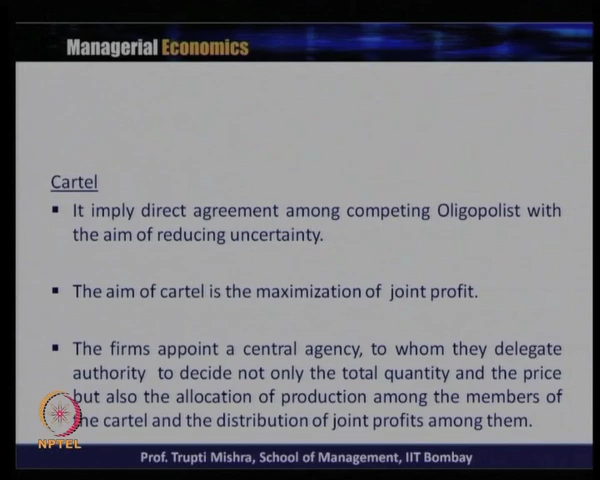 Managerial Economics
Cartel
▪ It imply direct agreement among competing Oligopolist with
the aim of reducing uncertainty.
▪ The aim of cartel is the maximization of joint profit.
▪ The firms appoint a central agency, to whom they delegate
authority to decide not only the total quantity and the price
but also the allocation of production among the members of
the cartel and the distribution of joint profits among them.
NPTEL
Prof. Trupti Mishra, School of Management, IIT Bombay